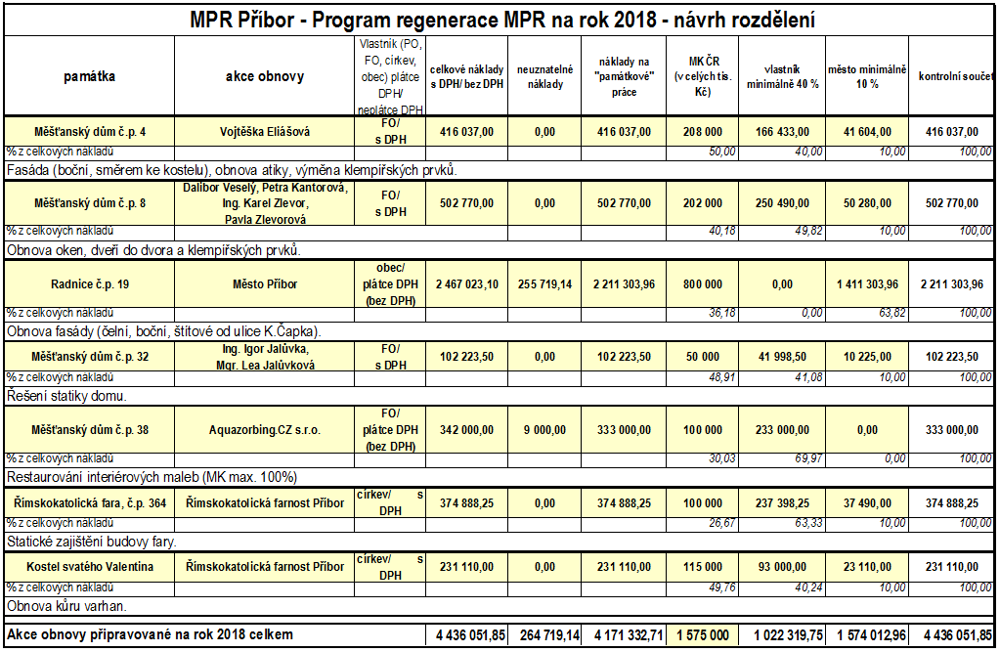 MPR Příbor - Program regenerace MPR na rok 2018 - návrh rozdělení
památka akce obnovy Vlastník (PO, FO, církev, obec) plátce DPH/ neplátce DPH celkové náklady s DPH/ bez DPH neuznatelné náklady náklady na "památkové" práce MK ČR (v celých tis. Kč) vlastník minimálně 40 % město minimálně 10 % kontrolní součet
Měšťanský dům č.p. 4 Vojtěška Eliášová FO/ s DPH 416 037,00 0,00 416 037,00 208 000 166 433,00 41 604,00 416 037,00
% z celkových nákladů 50,00 40,00 10,00 100,00
Fasáda (boční, směrem ke kostelu), obnova atiky, výměna klempířských prvků.
Měšťanský dům č.p. 8 Dalibor Veselý, Petra Kantorová, Ing. Karel Zlevor, Pavla Zlevorová FO/ s DPH 502 770,00 0,00 502 770,00 202 000 250 490,00 50 280,00 502 770,00
% z celkových nákladů 40,18 49,82 10,00 100,00
Obnova oken, dveří do dvora a klempířských prvků.
Radnice č.p. 19 Město Příbor obec/ plátce DPH (bez DPH) 2 467 023,10 255 719,14 2 211 303,96 800 000 0,00 1 411 303,96 2 211 303,96
% z celkových nákladů 36,18 0,00 63,82 100,00
Obnova fasády (čelní, boční, štítové od ulice K.Čapka).
Měšťanský dům č.p. 32 Ing. Igor Jalůvka, Mgr. Lea Jalůvková FO/ s DPH 102 223,50 0,00 102 223,50 50 000 41 998,50 10 225,00 102 223,50
% z celkových nákladů 48,91 41,08 10,00 100,00
Řešení statiky domu.
Měšťanský dům č.p. 38 Aquazorbing.CZ s.r.o. FO/ plátce DPH (bez DPH) 342 000,00 9 000,00 333 000,00 100 000 233 000,00 0,00 333 000,00
% z celkových nákladů 30,03 69,97 0,00 100,00
Restaurování interiérových maleb (MK max. 100%)
Římskokatolická fara, č.p. 364 Římskokatolická farnost Příbor církev/ s DPH 374 888,25 0,00 374 888,25 100 000 237 398,25 37 490,00 374 888,25
% z celkových nákladů 26,67 63,33 10,00 100,00
Statické zajištění budovy fary.
Kostel svatého Valentina Římskokatolická farnost Příbor církev/ s DPH 231 110,00 0,00 231 110,00 115 000 93 000,00 23 110,00 231 110,00
% z celkových nákladů 49,76 40,24 10,00 100,00
Obnova kůru varhan.
Akce obnovy připravované na rok 2018 celkem 4 436 051,85 264 719,14 4 171 332,71 1 575 000 1 022 319,75 1 574 012,96 4 436 051,85